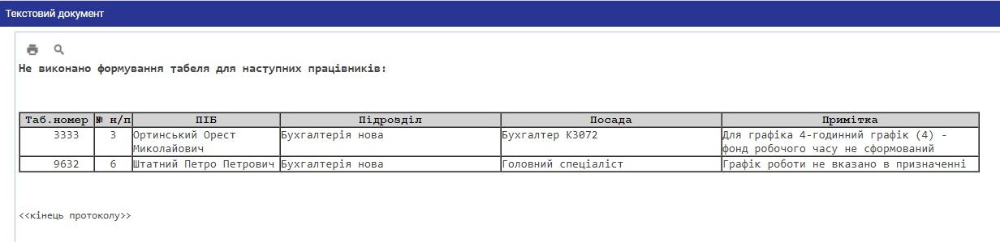 Текстовий документ
Не виконано формування табеля для наступних працівників:
Таб.номер № н/п ПІБ Підрозділ Посада Примітка
3333 3 Ортинський Орест Бухгалтерія нова Бухгалтер К3072 Для графіка 4-годинний графік (4) -
Миколайович фонд робочого часу не сформований
9632 6 Штатний Петро Петрович Бухгалтерія нова Головний спеціаліст Графік роботи не вказано в призначенні
<<кінець протоколу>>